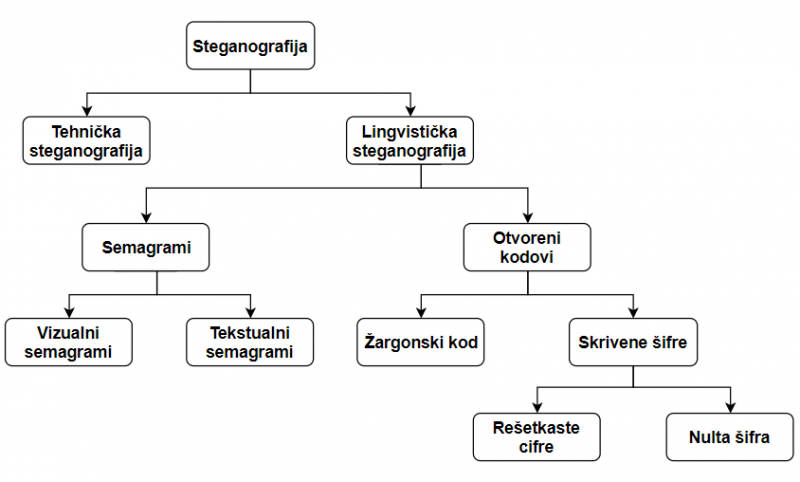 Steganografija
Tehnička
steganografija
Lingvistička
steganografija
Semagrami
Otvoreni
kodovi
Vizualni
semagrami
Tekstualni
semagrami
Žargonski kod
Skrivene šifre
Rešetkaste
cifre
Nulta šifra